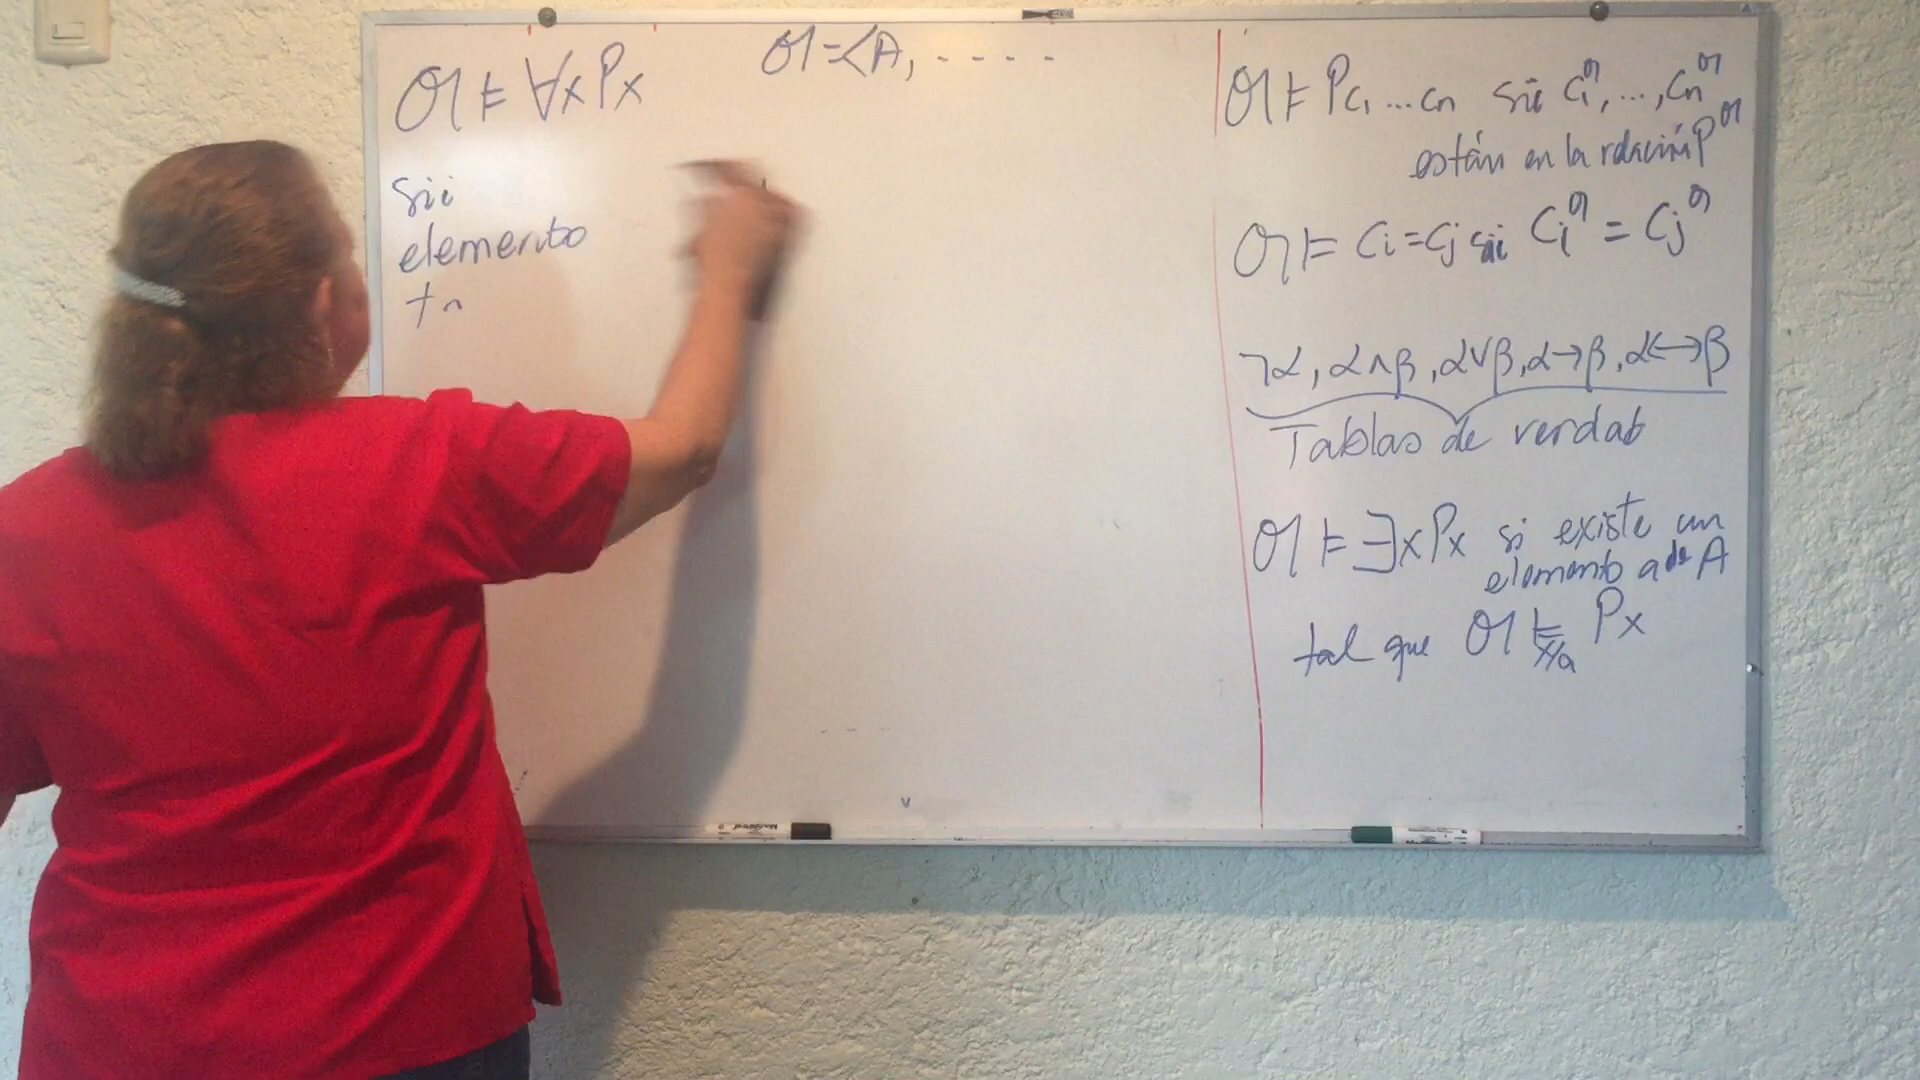 𝔄 ⊨ ∀x Px
𝔄 = <A, - - - -
sii
elemento
𝔄 ⊨ Pc₁ ... cₙ sii c₁^𝔄, ..., cₙ^𝔄
están en la relación P^𝔄
𝔄 ⊨ cᵢ = cⱼ sii cᵢ^𝔄 = cⱼ^𝔄
¬α, α∧β, α∨β, α→β, α↔β
Tablas de verdad
𝔄 ⊨ ∃x Px si existe un
elemento a de A
tal que 𝔄 ⊨ₓ/ₐ Px